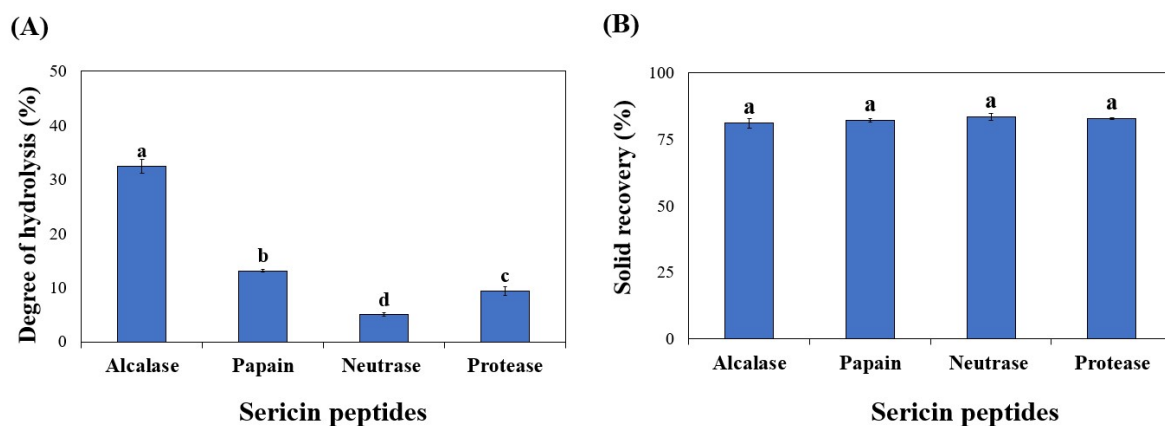 (A)
Degree of hydrolysis (%)
50
40
30
20
10
0
a
b
d
c
Alcalase Papain Neutrase Protease
Sericin peptides
(B)
Solid recovery (%)
100
75
50
25
0
a a a a
Alcalase Papain Neutrase Protease
Sericin peptides